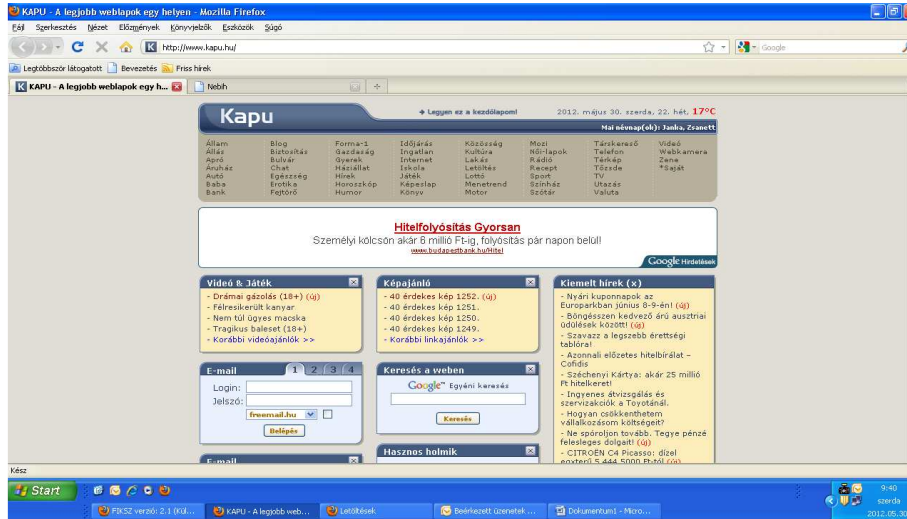 KAPU - A legjobb weblapok egy helyen - Mozilla Firefox
Fájl Szerkesztés Nézet Előzmények Könyvjelzők Eszközök Súgó
http://www.kapu.hu/
Google
Legtöbbször látogatott Bevezetés Friss hírek
KAPU - A legjobb weblapok egy h... Nebih
Kapu
Legyen ez a kezdőlapom!
2012. május 30. szerda, 22. hét, 17°C
Mai névnap(ok): Janka, Zsanett
Állam Blog Forma-1 Időjárás Közösség Mozi Társkereső Videó
Állás Biztosítás Gazdaság Ingatlan Kultúra Női-lapok Telefon Webkamera
Apró Bulvár Gyerek Internet Lakás Rádió Térkép Zene
Áruház Chat Háziállat Iskola Letöltés Recept Tőzsde *Saját
Autó Egészség Hírek Játék Lottó Sport TV
Baba Erotika Horoszkóp Képeslap Menetrend Színház Utazás
Bank Fejtörő Humor Könyv Motor Szótár Valuta
Hitelfolyósítás Gyorsan
Személyi kölcsön akár 6 millió Ft-ig, folyósítás pár napon belül!
www.budapestbank.hu/Hitel
Google Hirdetések
Videó & Játék
- Drámai gázolás (18+) (új)
- Félresikerült kanyar
- Nem túl ügyes macska
- Tragikus baleset (18+)
- Korábbi videóajánlók >>
E-mail 1 2 3 4
Login:
Jelszó:
freemail.hu
Belépés
E-mail
Képajánló
- 40 érdekes kép 1252. (új)
- 40 érdekes kép 1251.
- 40 érdekes kép 1250.
- 40 érdekes kép 1249.
- Korábbi linkajánlók >>
Keresés a weben
Google™ Egyéni keresés
Keresés
Hasznos holmik
Kiemelt hírek (x)
- Nyári kuponnapok az
Europarkban június 8-9-én! (új)
- Böngésszen kedvező árú ausztriai
üdülések között! (új)
- Szavazz a legszebb érettségi
tablóra!
- Azonnali előzetes hitelbírálat –
Cofidis
- Széchenyi Kártya: akár 25 millió
Ft hitelkeret!
- Ingyenes átvizsgálás és
szervizakciók a Toyotánál.
- Hogyan csökkenthetem
vállalkozásom költségeit?
- Ne spóroljon tovább. Tegye pénzé
felesleges dolgait! (új)
- CITROËN C4 Picasso: dízel
egyterű 5 444 5000 Ft-tól (új)
Kész
Start
FIKSZ verzió: 2.1 (Kül...
KAPU - A legjobb web...
Letöltések
Beérkezett üzenetek ...
Dokumentum1 - Micro...
9:40
szerda
2012.05.30